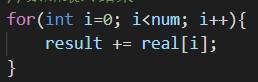 for(int i=0; i<num; i++){
    result += real[i];
}